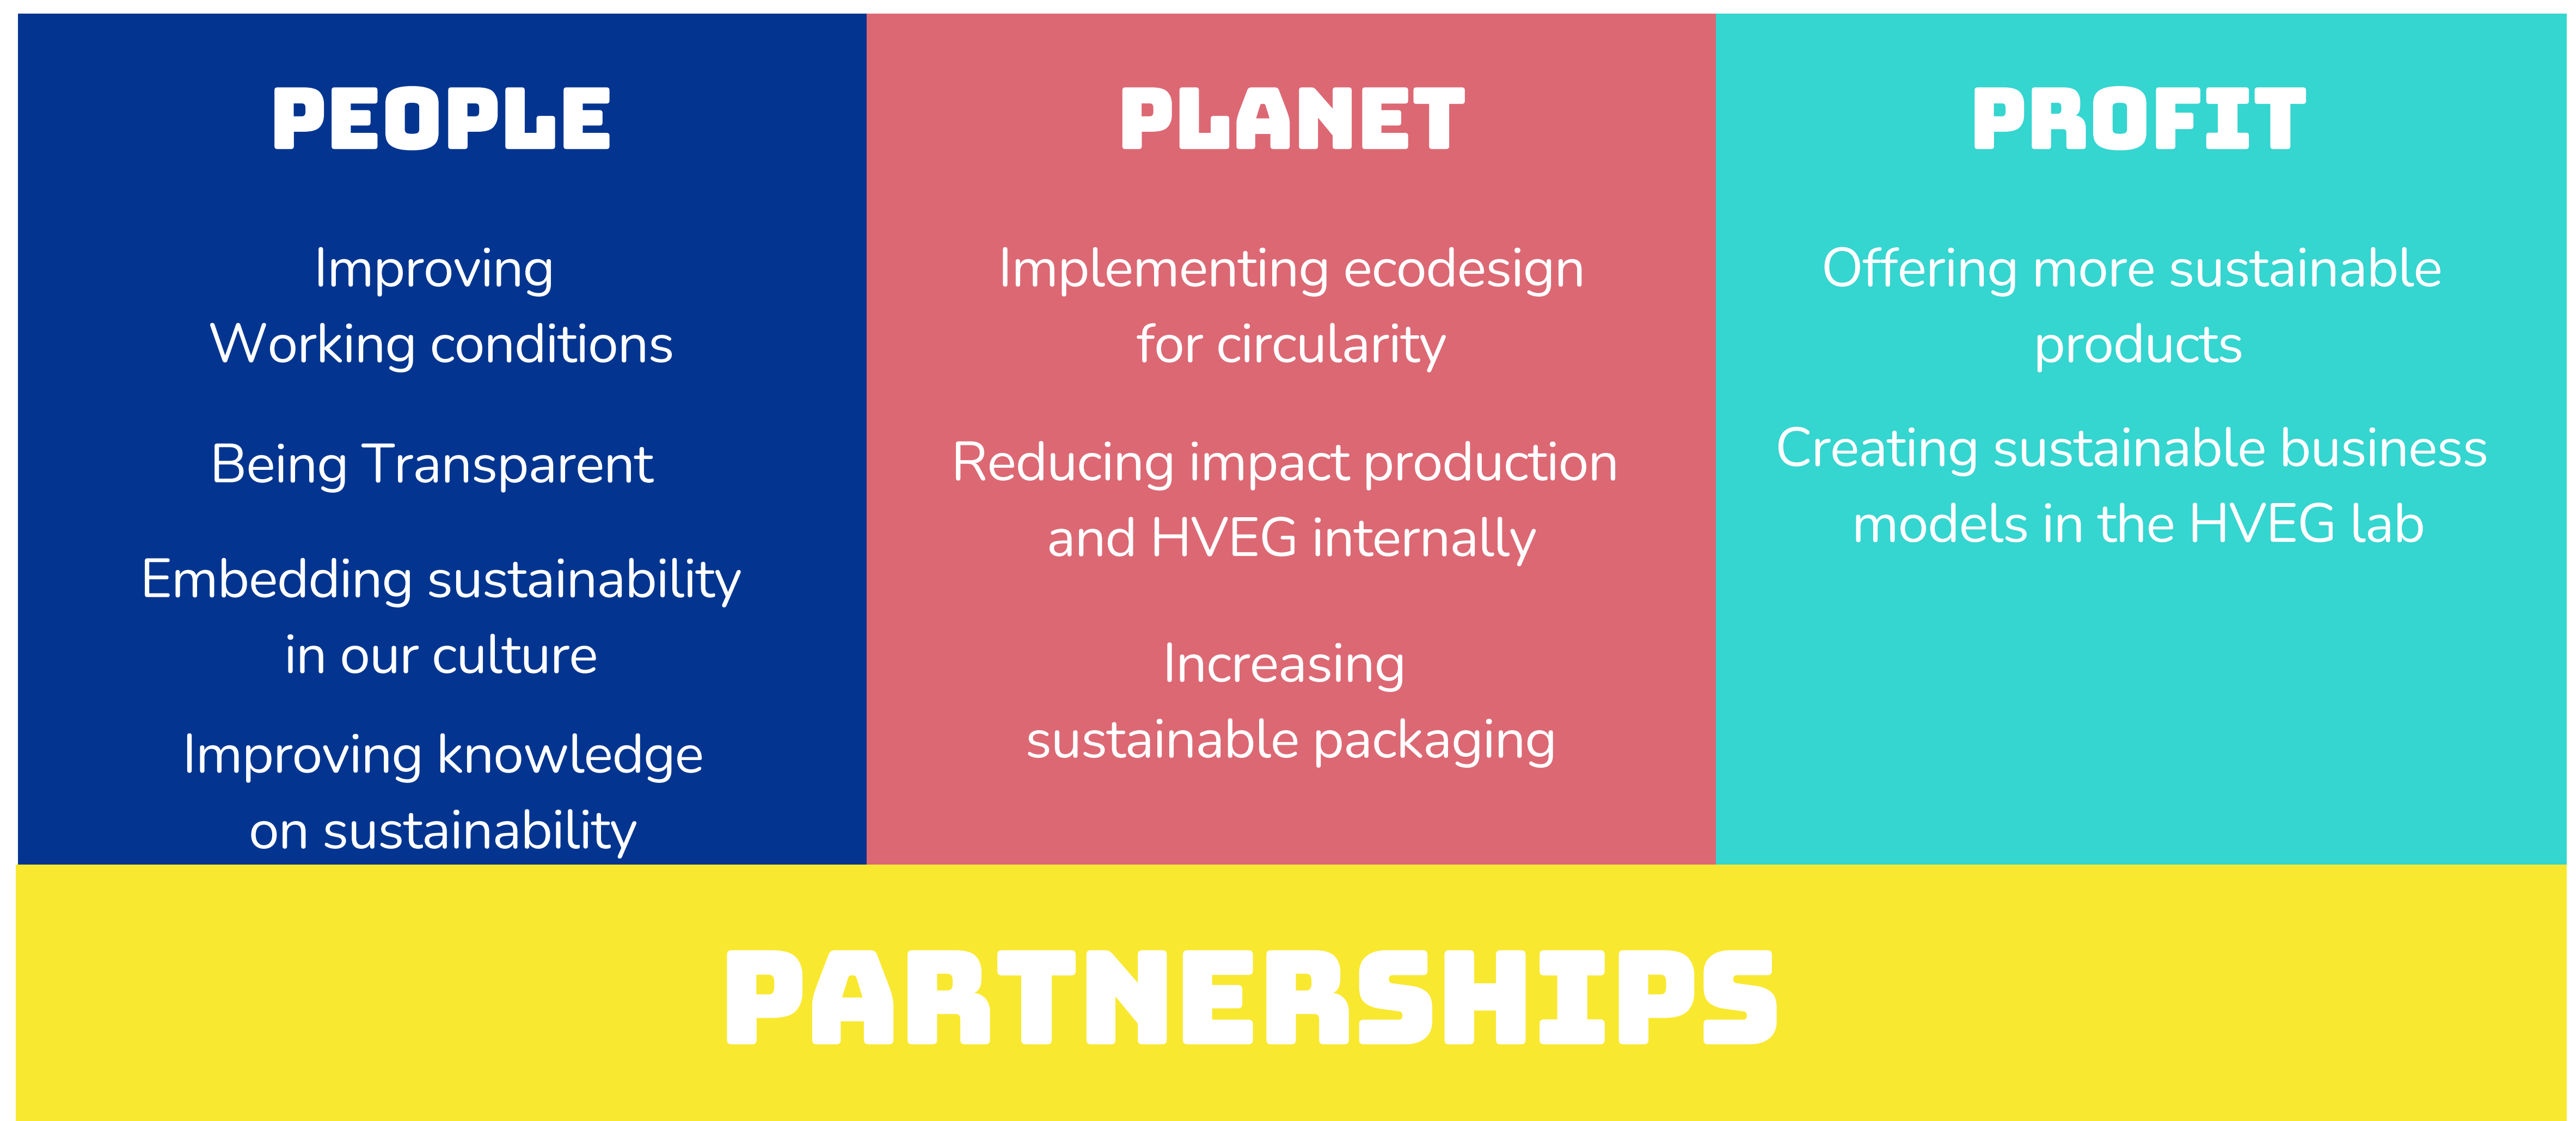 PEOPLE
Improving
Working conditions
Being Transparent
Embedding sustainability
in our culture
Improving knowledge
on sustainability
PLANET
Implementing ecodesign
for circularity
Reducing impact production
and HVEG internally
Increasing
sustainable packaging
PROFIT
Offering more sustainable
products
Creating sustainable business
models in the HVEG lab
PARTNERSHIPS